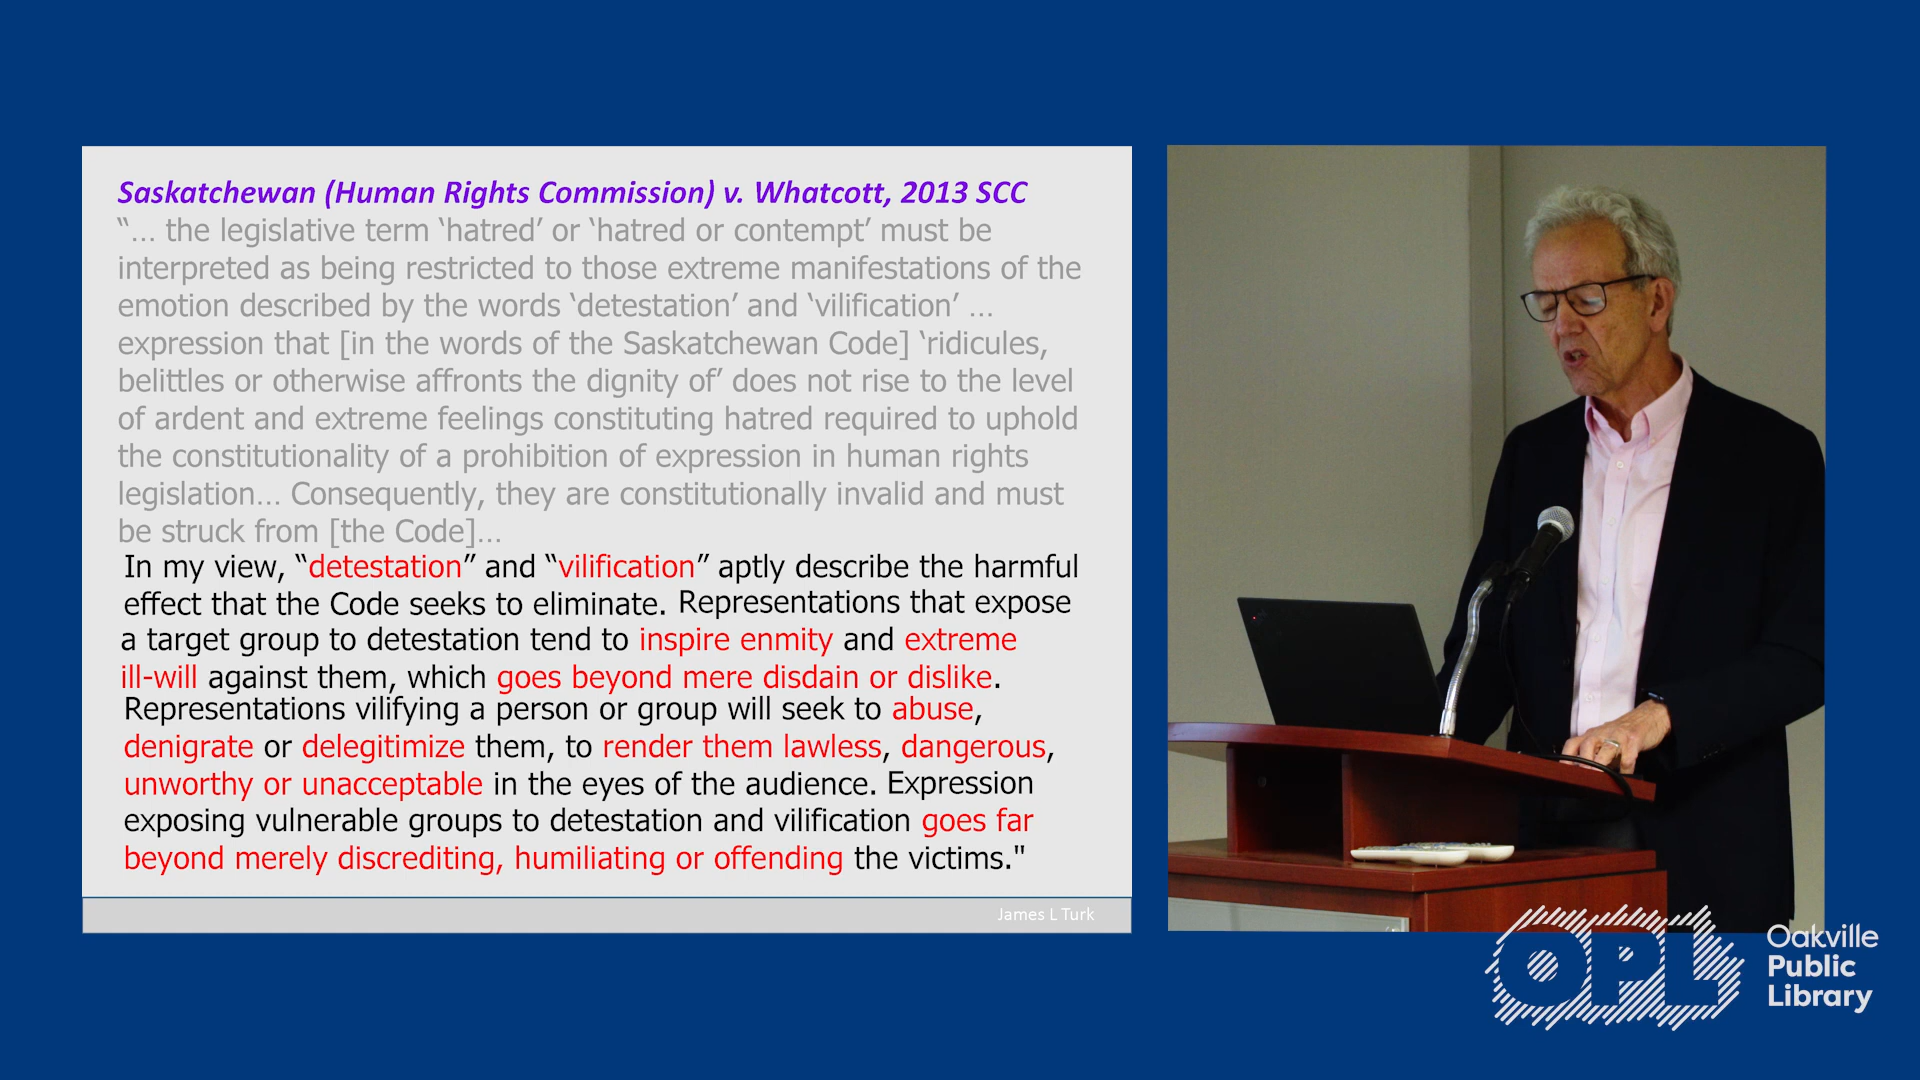 Saskatchewan (Human Rights Commission) v. Whatcott, 2013 SCC
“… the legislative term ‘hatred’ or ‘hatred or contempt’ must be
interpreted as being restricted to those extreme manifestations of the
emotion described by the words ‘detestation’ and ‘vilification’ …
expression that [in the words of the Saskatchewan Code] ‘ridicules,
belittles or otherwise affronts the dignity of’ does not rise to the level
of ardent and extreme feelings constituting hatred required to uphold
the constitutionality of a prohibition of expression in human rights
legislation… Consequently, they are constitutionally invalid and must
be struck from [the Code]…
In my view, “detestation” and “vilification” aptly describe the harmful
effect that the Code seeks to eliminate. Representations that expose
a target group to detestation tend to inspire enmity and extreme
ill-will against them, which goes beyond mere disdain or dislike.
Representations vilifying a person or group will seek to abuse,
denigrate or delegitimize them, to render them lawless, dangerous,
unworthy or unacceptable in the eyes of the audience. Expression
exposing vulnerable groups to detestation and vilification goes far
beyond merely discrediting, humiliating or offending the victims."
James L Turk
OPL
Oakville
Public
Library